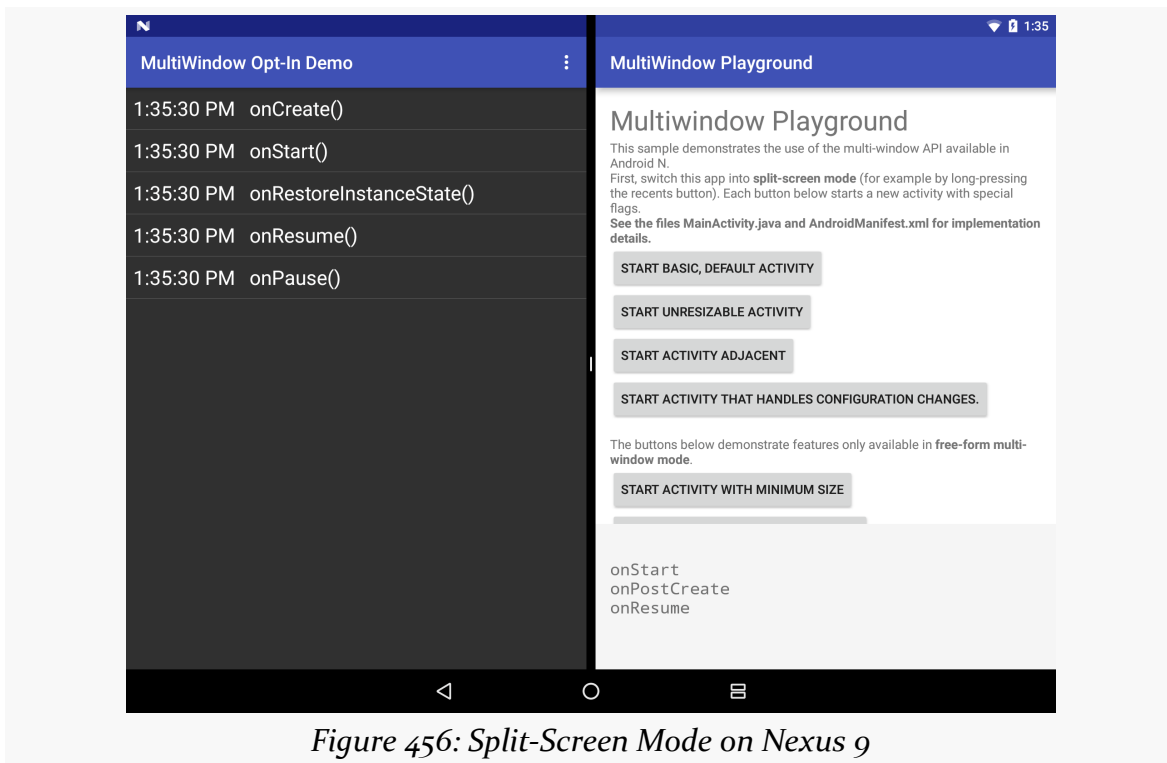 1:35
MultiWindow Opt-In Demo
1:35:30 PM onCreate()
1:35:30 PM onStart()
1:35:30 PM onRestoreInstanceState()
1:35:30 PM onResume()
1:35:30 PM onPause()
MultiWindow Playground
Multiwindow Playground
This sample demonstrates the use of the multi-window API available in
Android N.
First, switch this app into split-screen mode (for example by long-pressing
the recents button). Each button below starts a new activity with special
flags.
See the files MainActivity.java and AndroidManifest.xml for implementation
details.
START BASIC, DEFAULT ACTIVITY
START UNRESIZABLE ACTIVITY
START ACTIVITY ADJACENT
START ACTIVITY THAT HANDLES CONFIGURATION CHANGES.
The buttons below demonstrate features only available in free-form multi-
window mode.
START ACTIVITY WITH MINIMUM SIZE
onStart
onPostCreate
onResume
Figure 456: Split-Screen Mode on Nexus 9